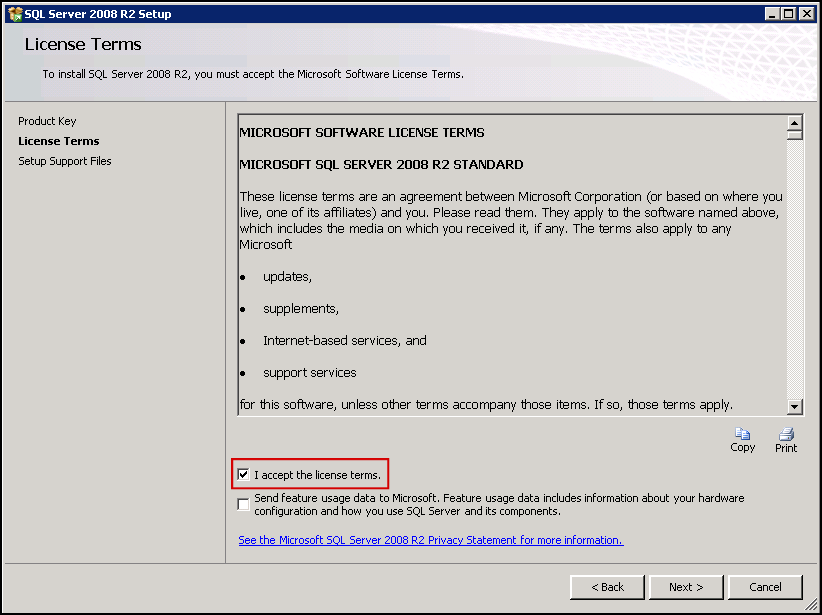 SQL Server 2008 R2 Setup
License Terms
To install SQL Server 2008 R2, you must accept the Microsoft Software License Terms.
Product Key
License Terms
Setup Support Files
MICROSOFT SOFTWARE LICENSE TERMS
MICROSOFT SQL SERVER 2008 R2 STANDARD
These license terms are an agreement between Microsoft Corporation (or based on where you
live, one of its affiliates) and you. Please read them. They apply to the software named above,
which includes the media on which you received it, if any. The terms also apply to any
Microsoft
• updates,
• supplements,
• Internet-based services, and
• support services
for this software, unless other terms accompany those items. If so, those terms apply.
Copy
Print
I accept the license terms.
Send feature usage data to Microsoft. Feature usage data includes information about your hardware
configuration and how you use SQL Server and its components.
See the Microsoft SQL Server 2008 R2 Privacy Statement for more information.
< Back
Next >
Cancel